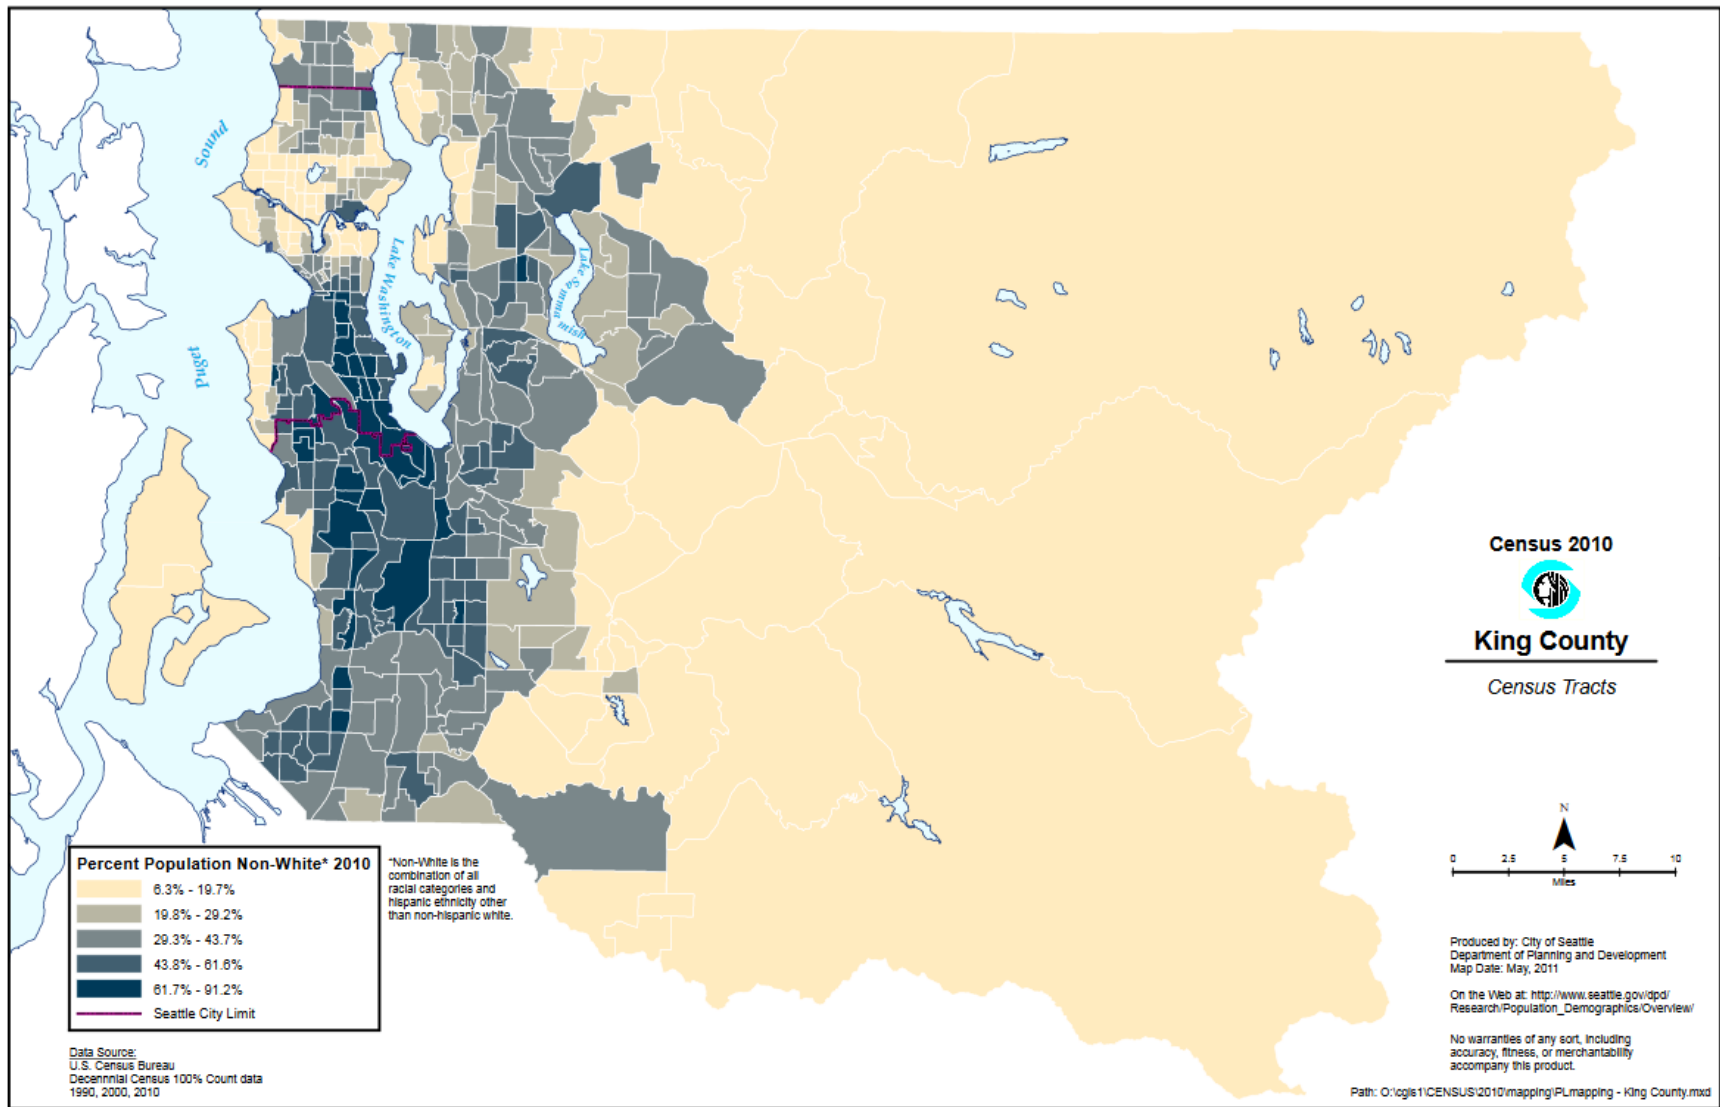 Sound
Lake Washington
Lake Samma mish
Puget
Census 2010
King County
Census Tracts
N
0 2.5 5 7.5 10
Miles
Percent Population Non-White* 2010
6.3% - 19.7%
19.8% - 29.2%
29.3% - 43.7%
43.8% - 61.6%
61.7% - 91.2%
Seattle City Limit
*Non-White is the
combination of all
racial categories and
hispanic ethnicity other
than non-hispanic white.
Data Source:
U.S. Census Bureau
Decennnial Census 100% Count data
1990, 2000, 2010
Produced by: City of Seattle
Department of Planning and Development
Map Date: May, 2011
On the Web at: http://www.seattle.gov/dpd/
Research/Population_Demographics/Overview/
No warranties of any sort, including
accuracy, fitness, or merchantability
accompany this product.
Path: O:\cgis1\CENSUS\2010\mapping\PLmapping - King County.mxd